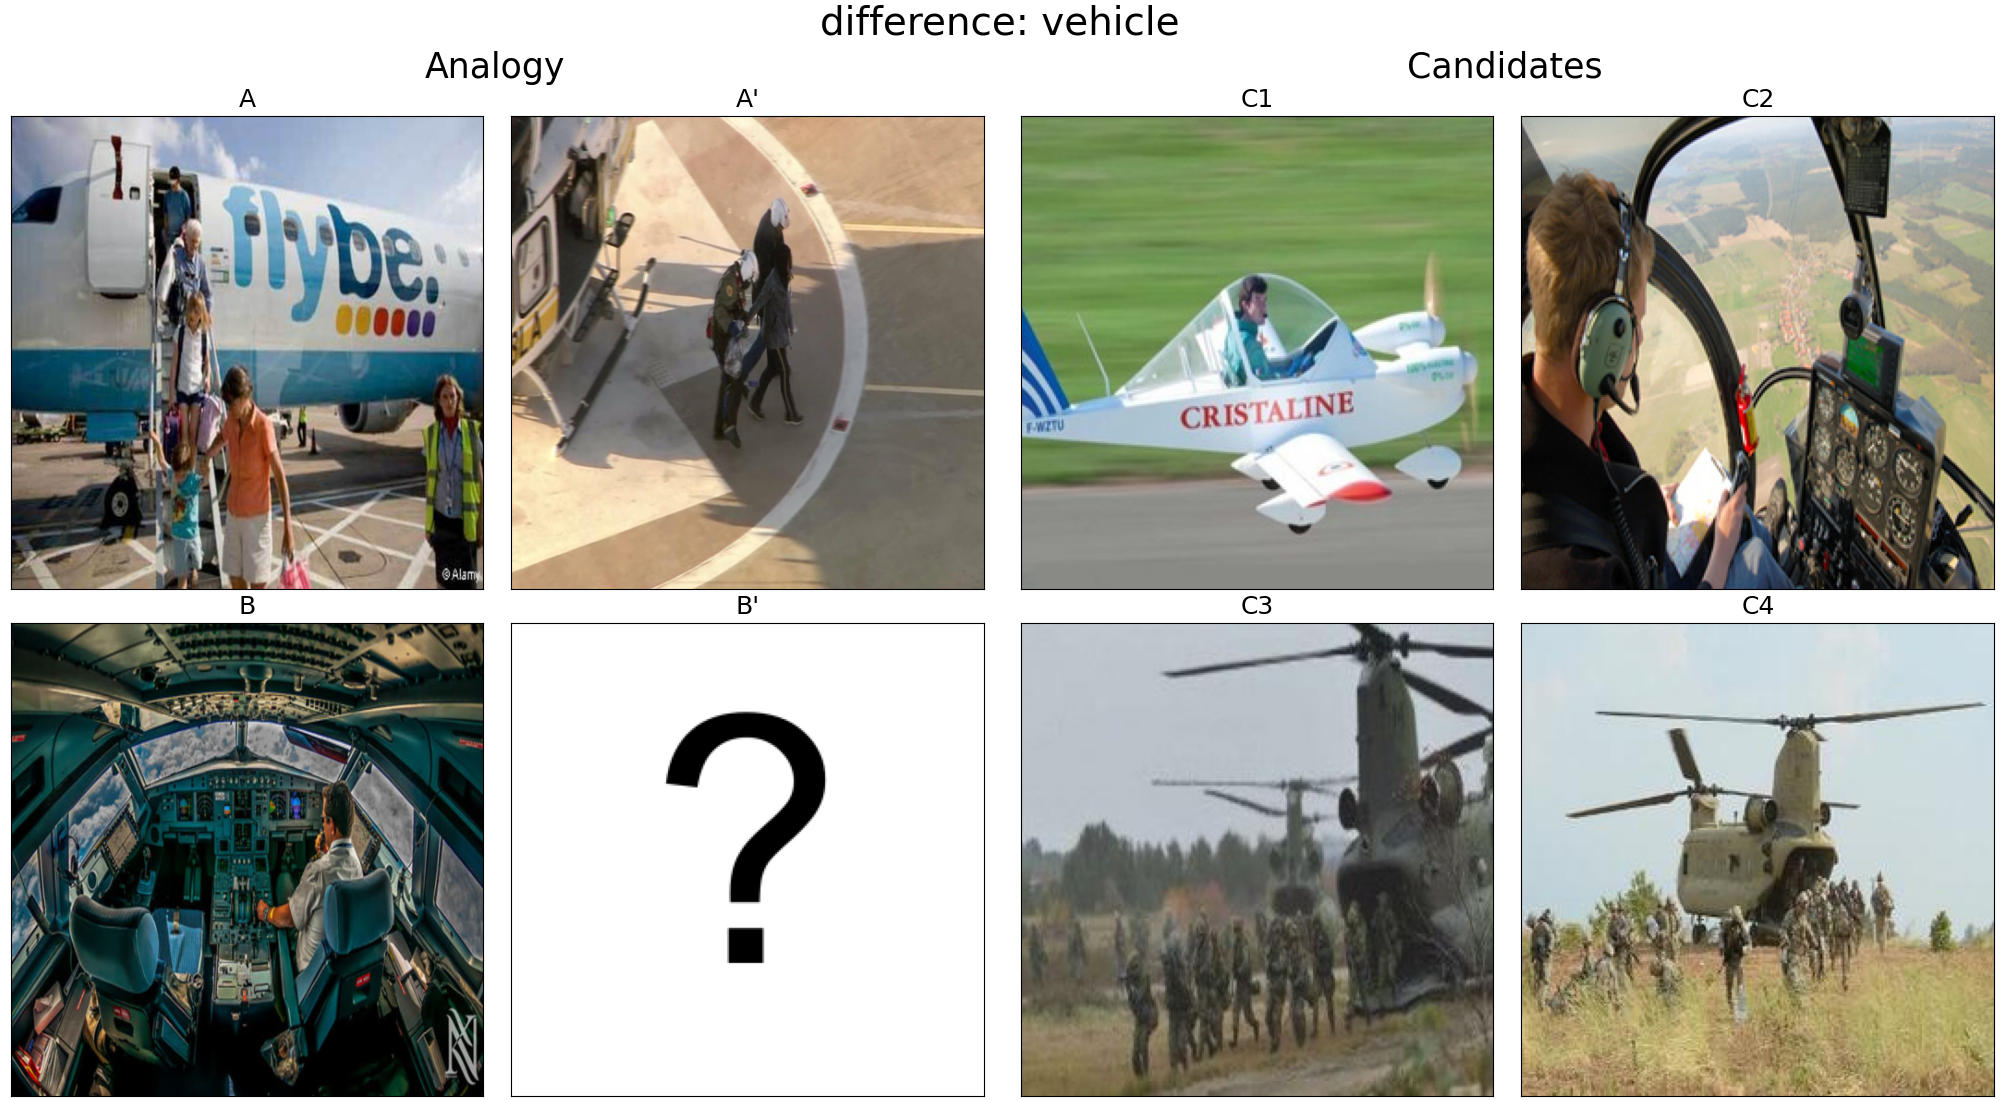 difference: vehicle
Analogy
Candidates
A
A'
C1
C2
flybe.
© Alamy
CRISTALINE
F-WZTU
B
B'
C3
C4
?